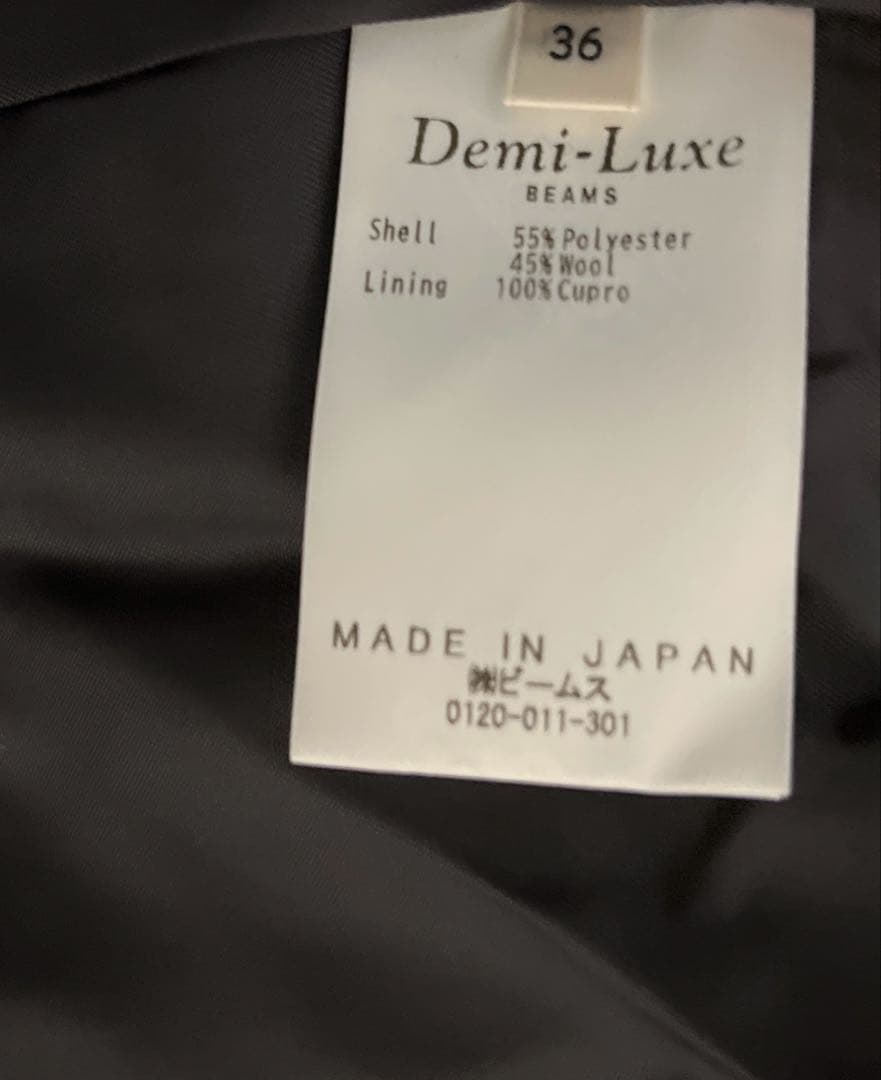 36
Demi-Luxe
BEAMS
Shell 55% Polyester
45% Wool
Lining 100% Cupro
MADE IN JAPAN
㈱ビームス
0120-011-301